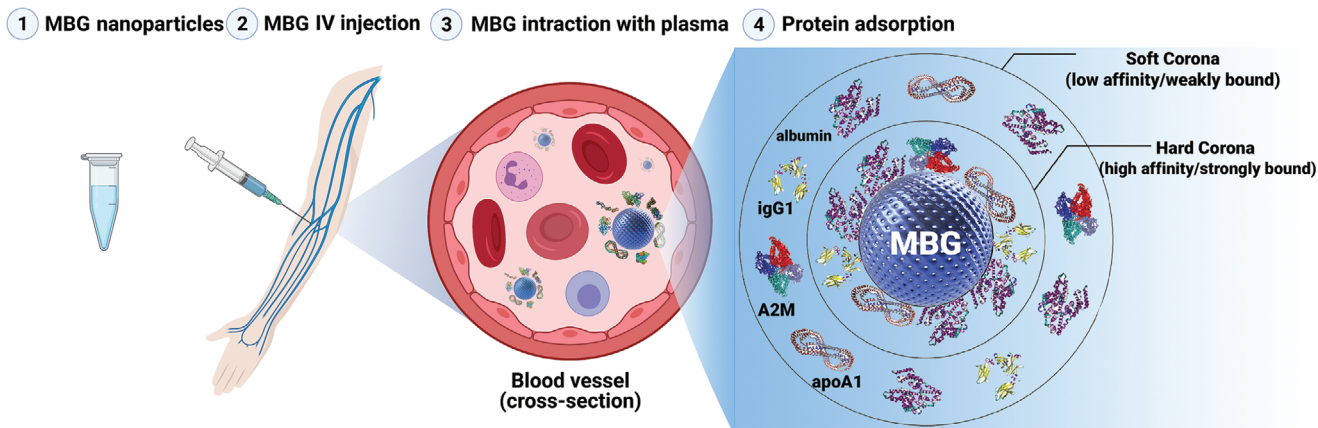 1 MBG nanoparticles
2 MBG IV injection
3 MBG intraction with plasma
4 Protein adsorption
Soft Corona
(low affinity/weakly bound)
albumin
Hard Corona
(high affinity/strongly bound)
igG1
MBG
A2M
apoA1
Blood vessel
(cross-section)